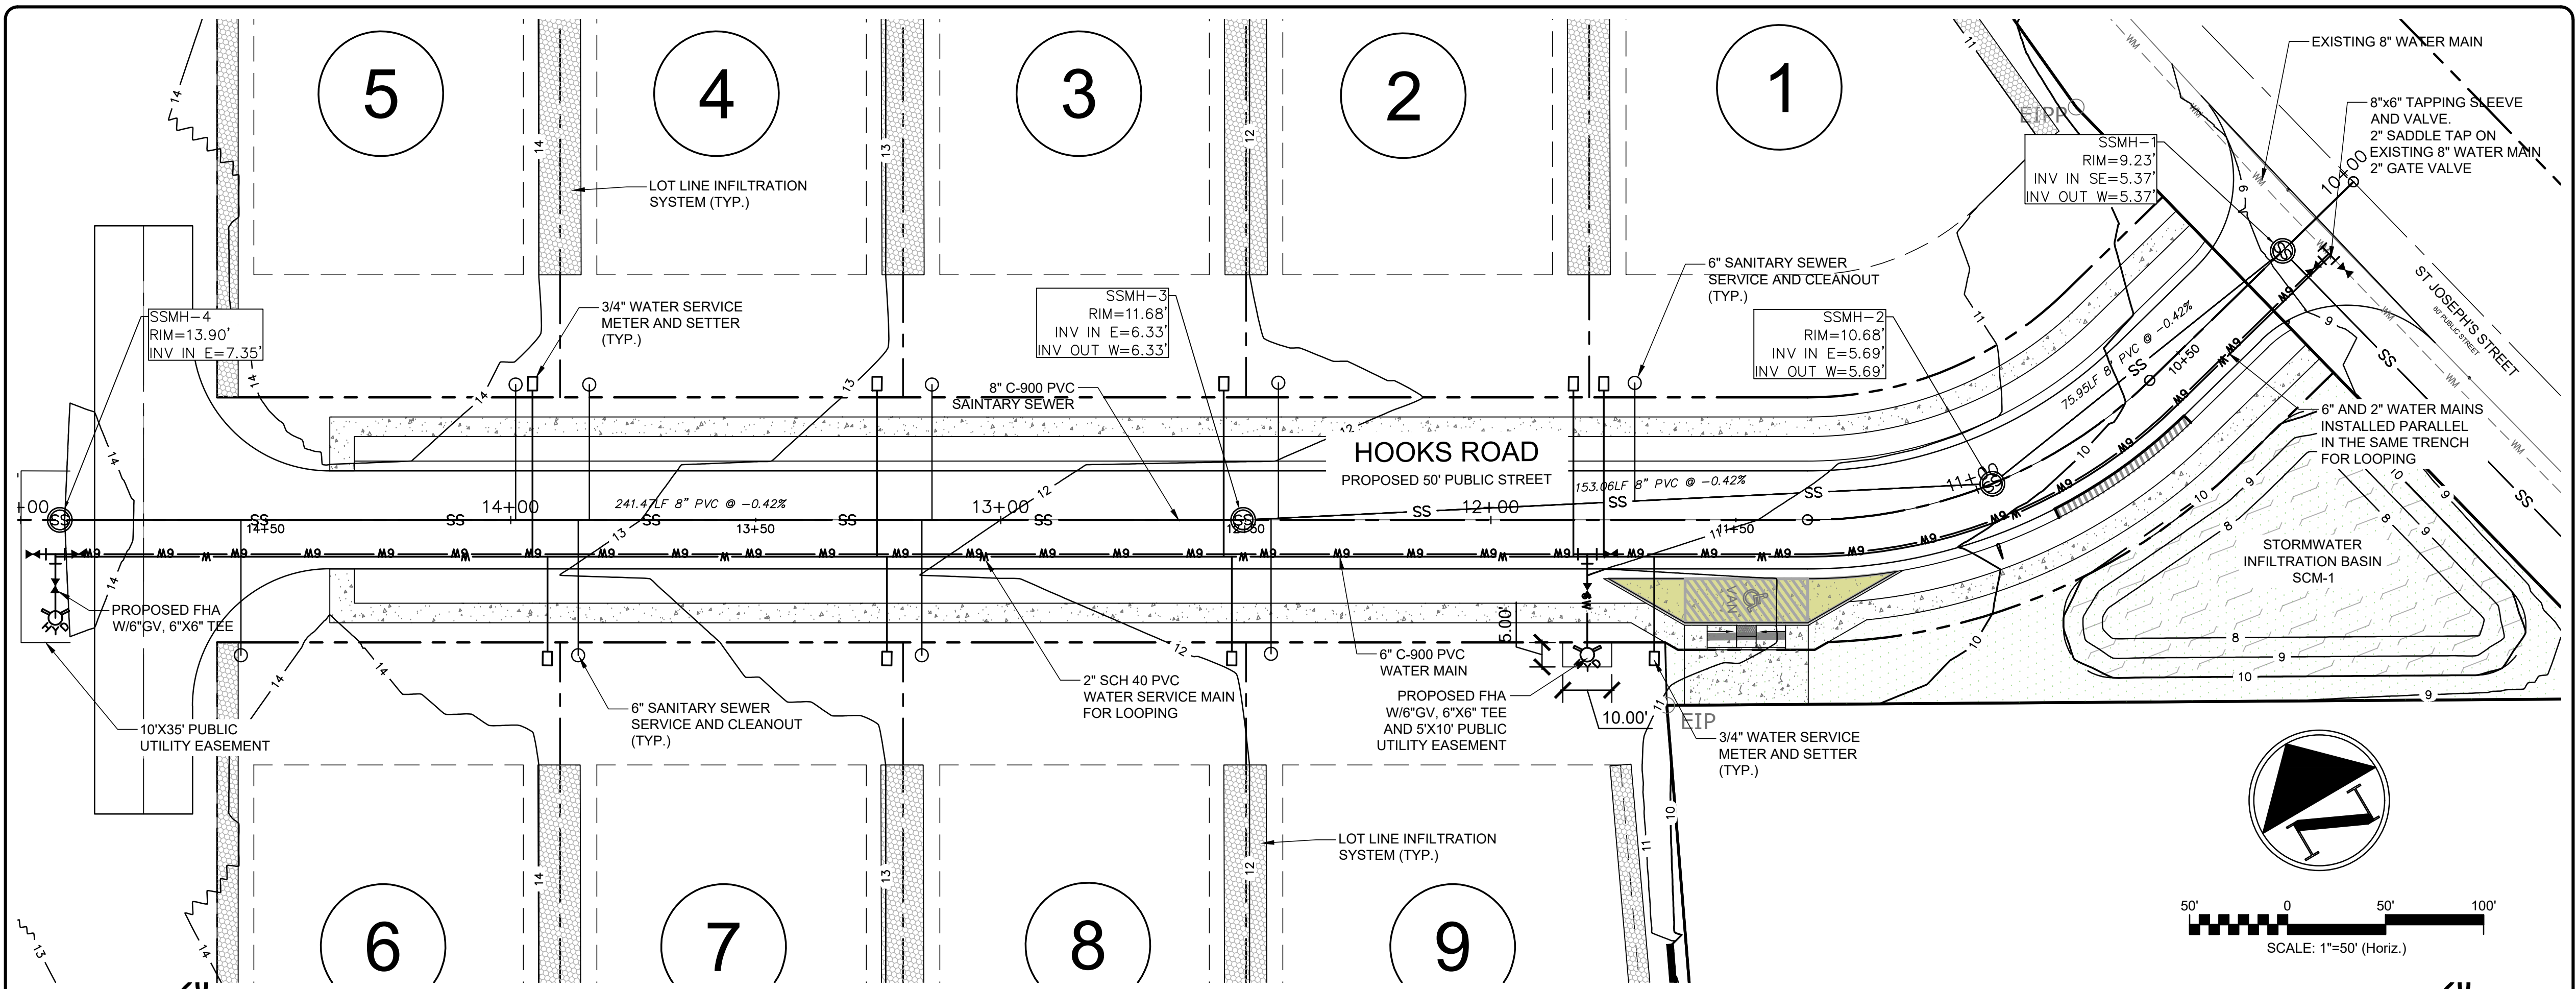 5
4
3
2
1
EXISTING 8" WATER MAIN
8"x6" TAPPING SLEEVE
AND VALVE.
2" SADDLE TAP ON
EXISTING 8" WATER MAIN
2" GATE VALVE
EIPP
SSMH-1
RIM=9.23'
INV IN SE=5.37'
INV OUT W=5.37'
10+00
LOT LINE INFILTRATION
SYSTEM (TYP.)
ST JOSEPH'S STREET
60' PUBLIC STREET
6" SANITARY SEWER
SERVICE AND CLEANOUT
(TYP.)
3/4" WATER SERVICE
METER AND SETTER
(TYP.)
SSMH-4
RIM=13.90'
INV IN E=7.35'
SSMH-3
RIM=11.68'
INV IN E=6.33'
INV OUT W=6.33'
SSMH-2
RIM=10.68'
INV IN E=5.69'
INV OUT W=5.69'
75.95LF 8" PVC @ -0.42%
10+50
8" C-900 PVC
SAINTARY SEWER
6" AND 2" WATER MAINS
INSTALLED PARALLEL
IN THE SAME TRENCH
FOR LOOPING
HOOKS ROAD
PROPOSED 50' PUBLIC STREET
153.06LF 8" PVC @ -0.42%
11+00
+00
14+00
241.47LF 8" PVC @ -0.42%
13+00
12+00
14+50
13+50
12+50
11+50
STORMWATER
INFILTRATION BASIN
SCM-1
VAN
PROPOSED FHA
W/6"GV, 6"X6" TEE
5.00'
6" C-900 PVC
WATER MAIN
2" SCH 40 PVC
WATER SERVICE MAIN
FOR LOOPING
PROPOSED FHA
W/6"GV, 6"X6" TEE
AND 5'X10' PUBLIC
UTILITY EASEMENT
10.00'
EIP
6" SANITARY SEWER
SERVICE AND CLEANOUT
(TYP.)
10'X35' PUBLIC
UTILITY EASEMENT
3/4" WATER SERVICE
METER AND SETTER
(TYP.)
LOT LINE INFILTRATION
SYSTEM (TYP.)
6
7
8
9
50' 0 50' 100'
SCALE: 1"=50' (Horiz.)